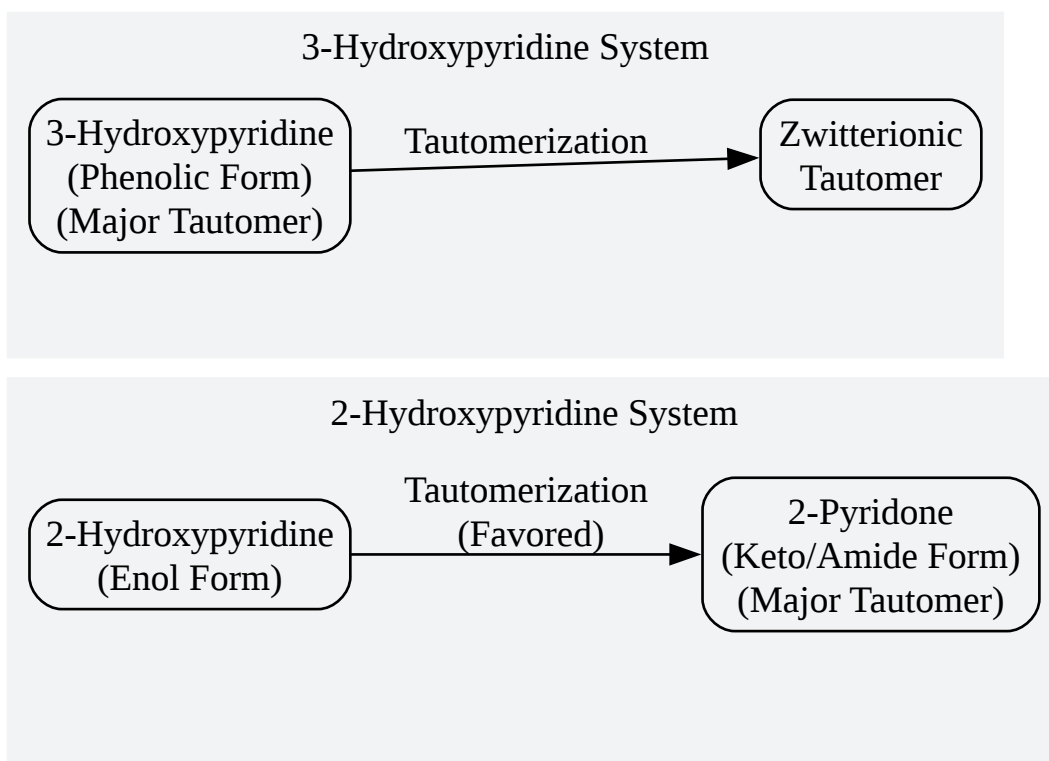 3-Hydroxypyridine System
3-Hydroxypyridine
(Phenolic Form)
(Major Tautomer)
Tautomerization
Zwitterionic
Tautomer
2-Hydroxypyridine System
2-Hydroxypyridine
(Enol Form)
Tautomerization
(Favored)
2-Pyridone
(Keto/Amide Form)
(Major Tautomer)